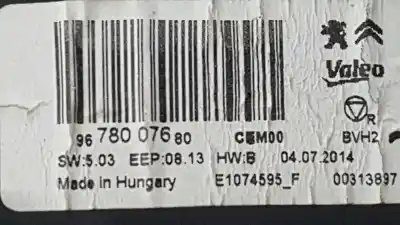 Valeo
R
96 780 076 80 CEM00 BVH2
SW:5.03 EEP:08.13 HW:B 04.07.2014
Made in Hungary E1074595_F 00313897